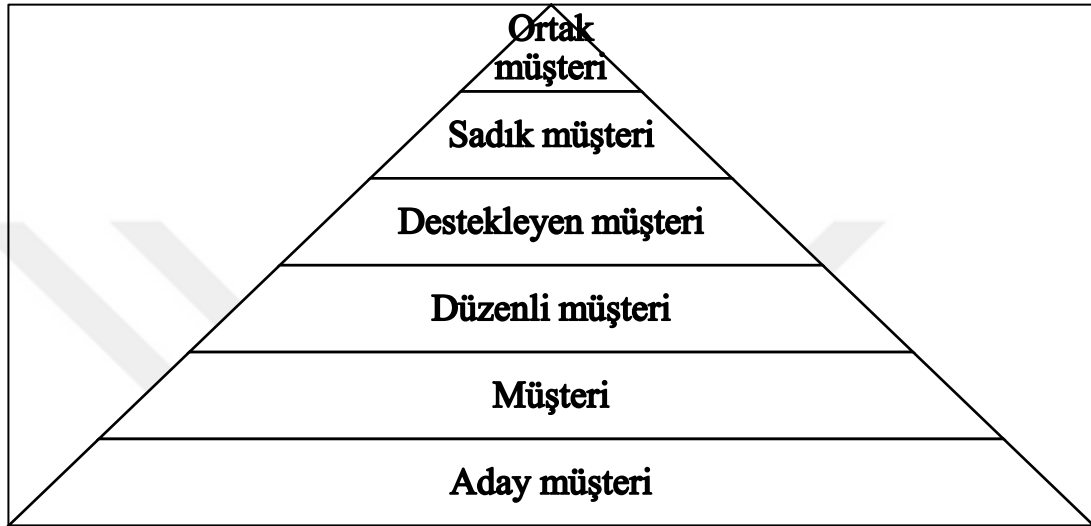 Ortak
müşteri
Sadık müşteri
Destekleyen müşteri
Düzenli müşteri
Müşteri
Aday müşteri